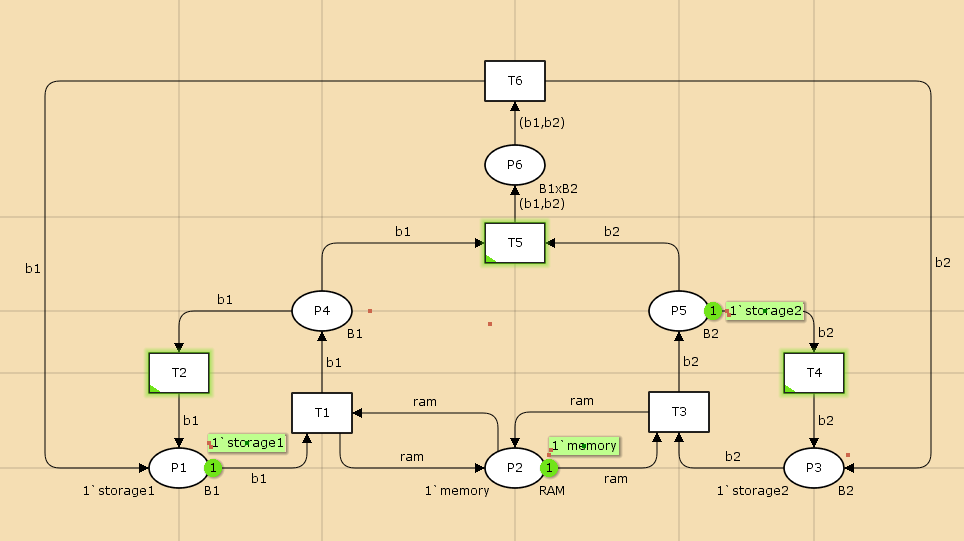 T6
(b1,b2)
P6
B1xB2
(b1,b2)
b1
T5
b2
b1
b2
b1
P4
B1
P5
1
1`storage2
B2
b2
T2
b1
b2
T4
b1
T1
ram
ram
T3
b2
1`storage1
ram
1`memory
b2
P1
1
b1
P2
1
ram
b2
P3
1`storage1
B1
1`memory
RAM
1`storage2
B2